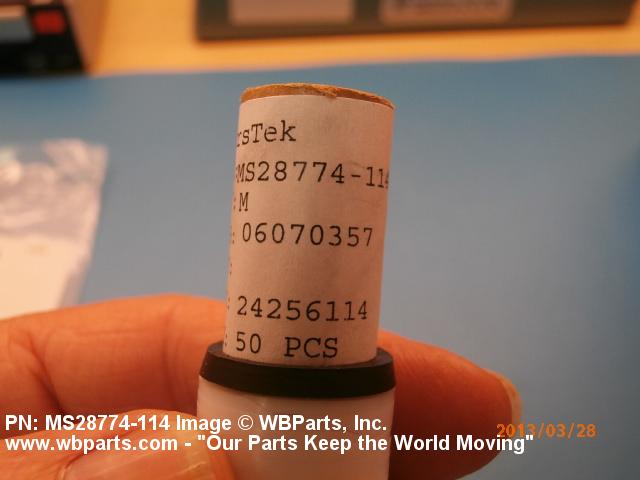 rsTek
MS28774-114
: M
: 06070357
:
: 24256114
: 50 PCS
PN: MS28774-114 Image © WBParts, Inc.
www.wbparts.com - "Our Parts Keep the World Moving"
2013/03/28